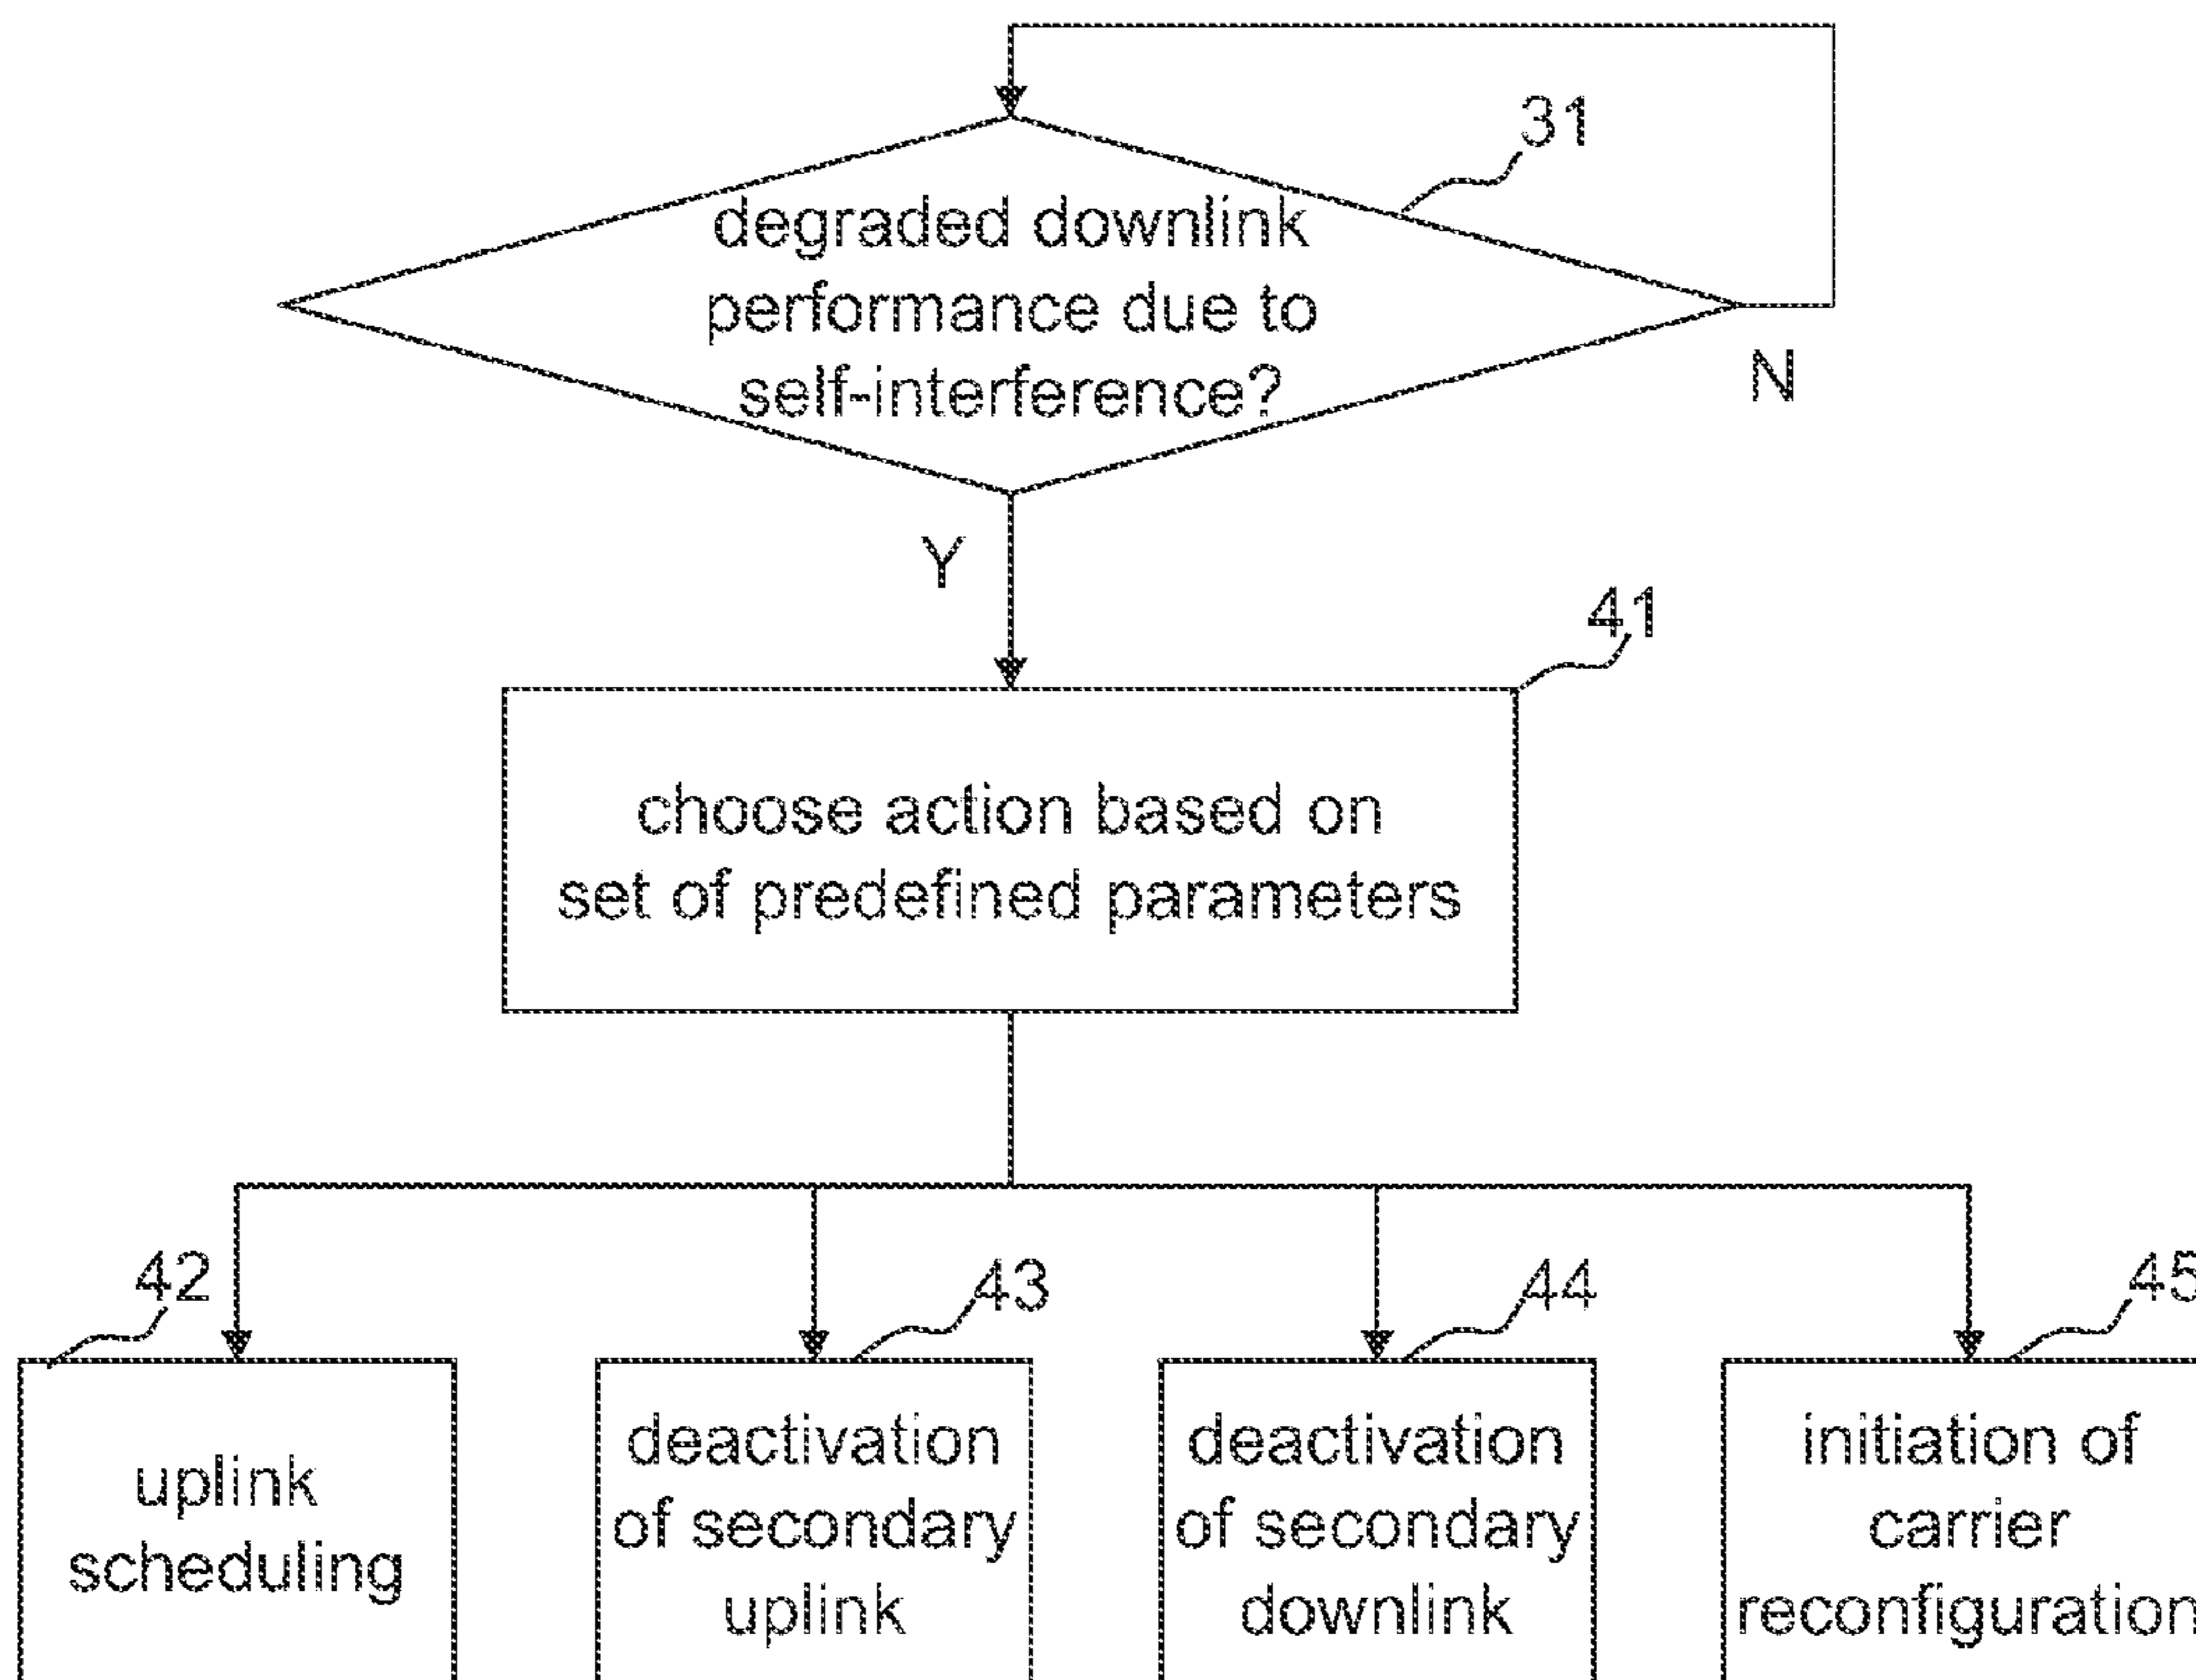 31
degraded downlink
performance due to
self-interference?
N
Y
41
choose action based on
set of predefined parameters
42
43
44
45
uplink
scheduling
deactivation
of secondary
uplink
deactivation
of secondary
downlink
initiation of
carrier
reconfiguration